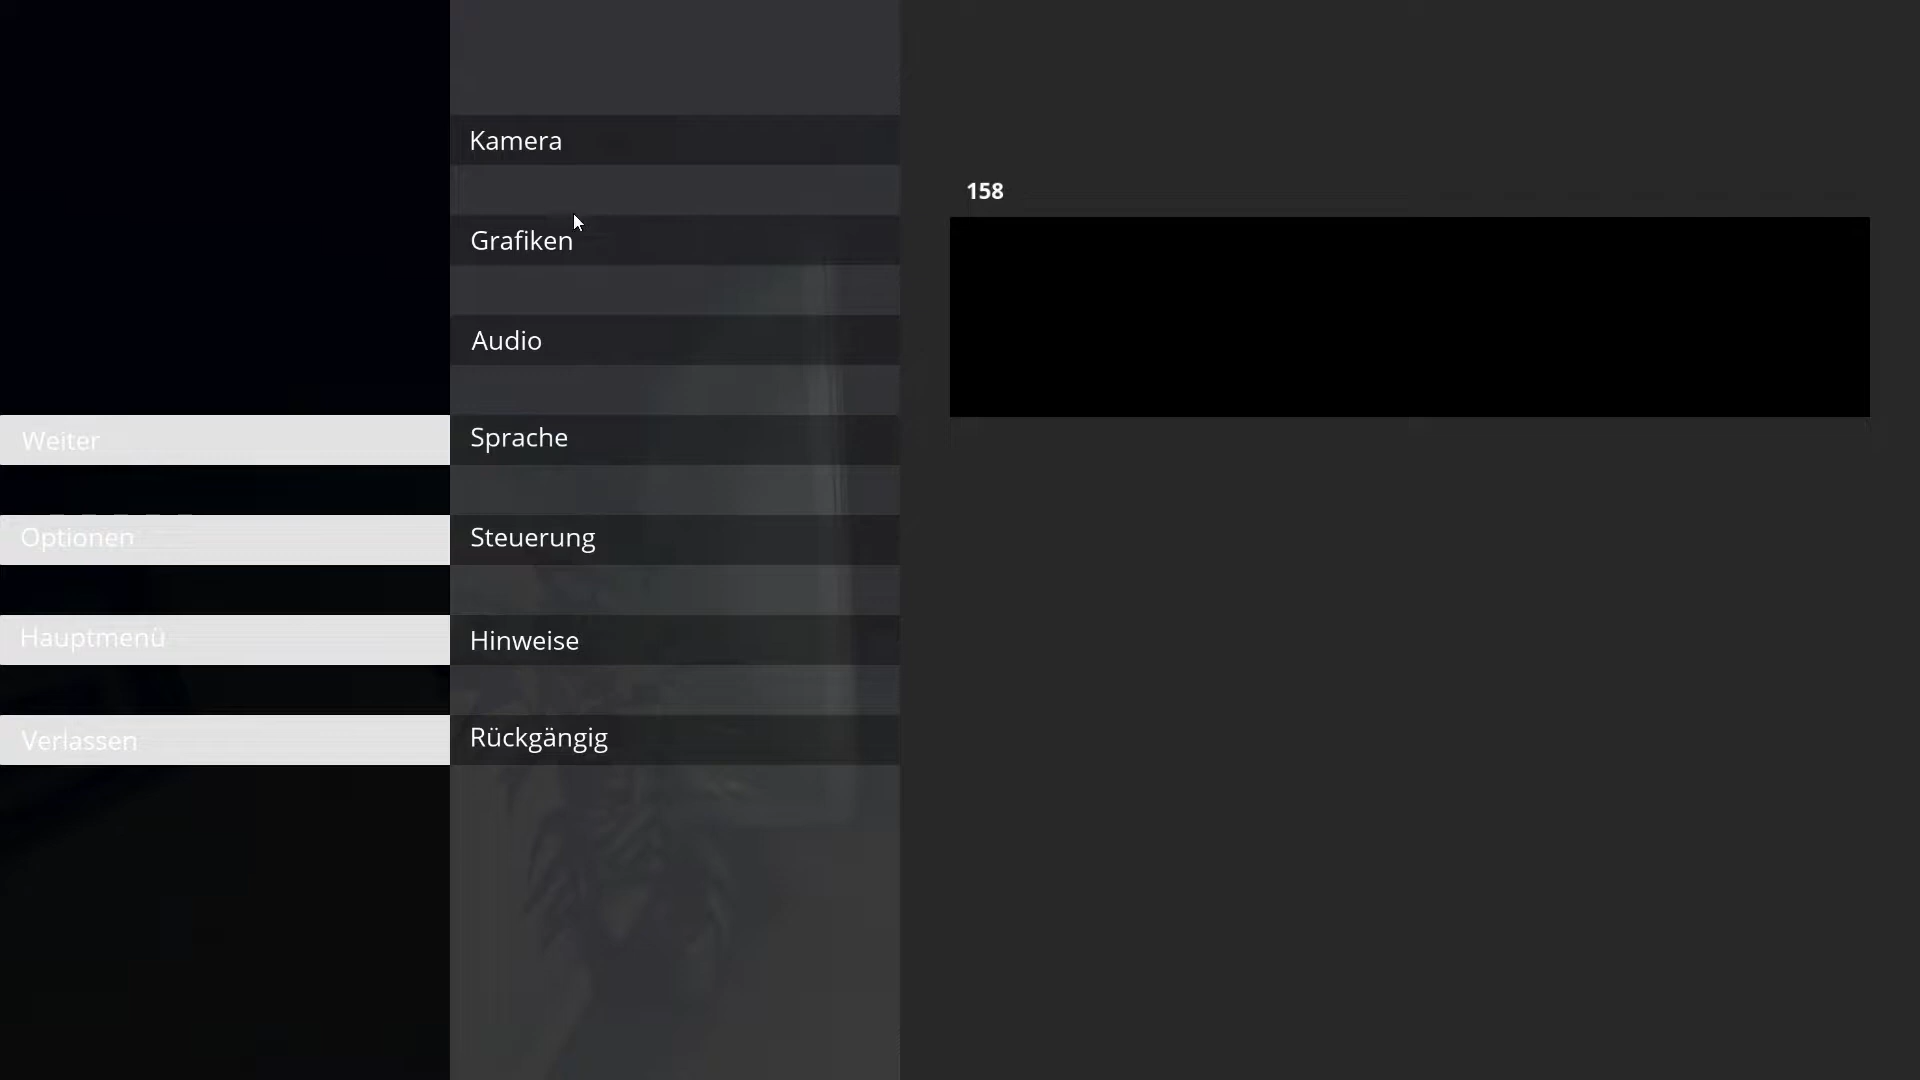 Weiter
Optionen
Hauptmenü
Verlassen
Kamera
Grafiken
Audio
Sprache
Steuerung
Hinweise
Rückgängig
158